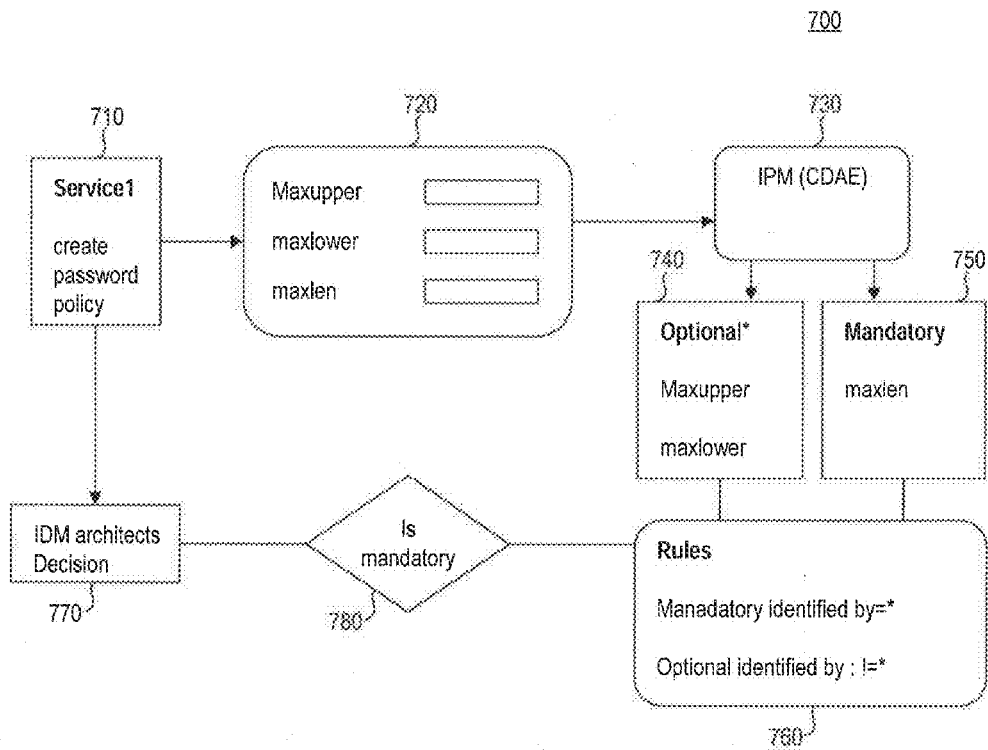 700
710
720
730
Service1
create
password
policy
Maxupper
maxlower
maxlen
IPM (CDAE)
740
750
Optional*
Maxupper
maxlower
Mandatory
maxlen
IDM architects
Decision
770
Is
mandatory
780
Rules
Manadatory identified by=*
Optional identified by : !=*
760